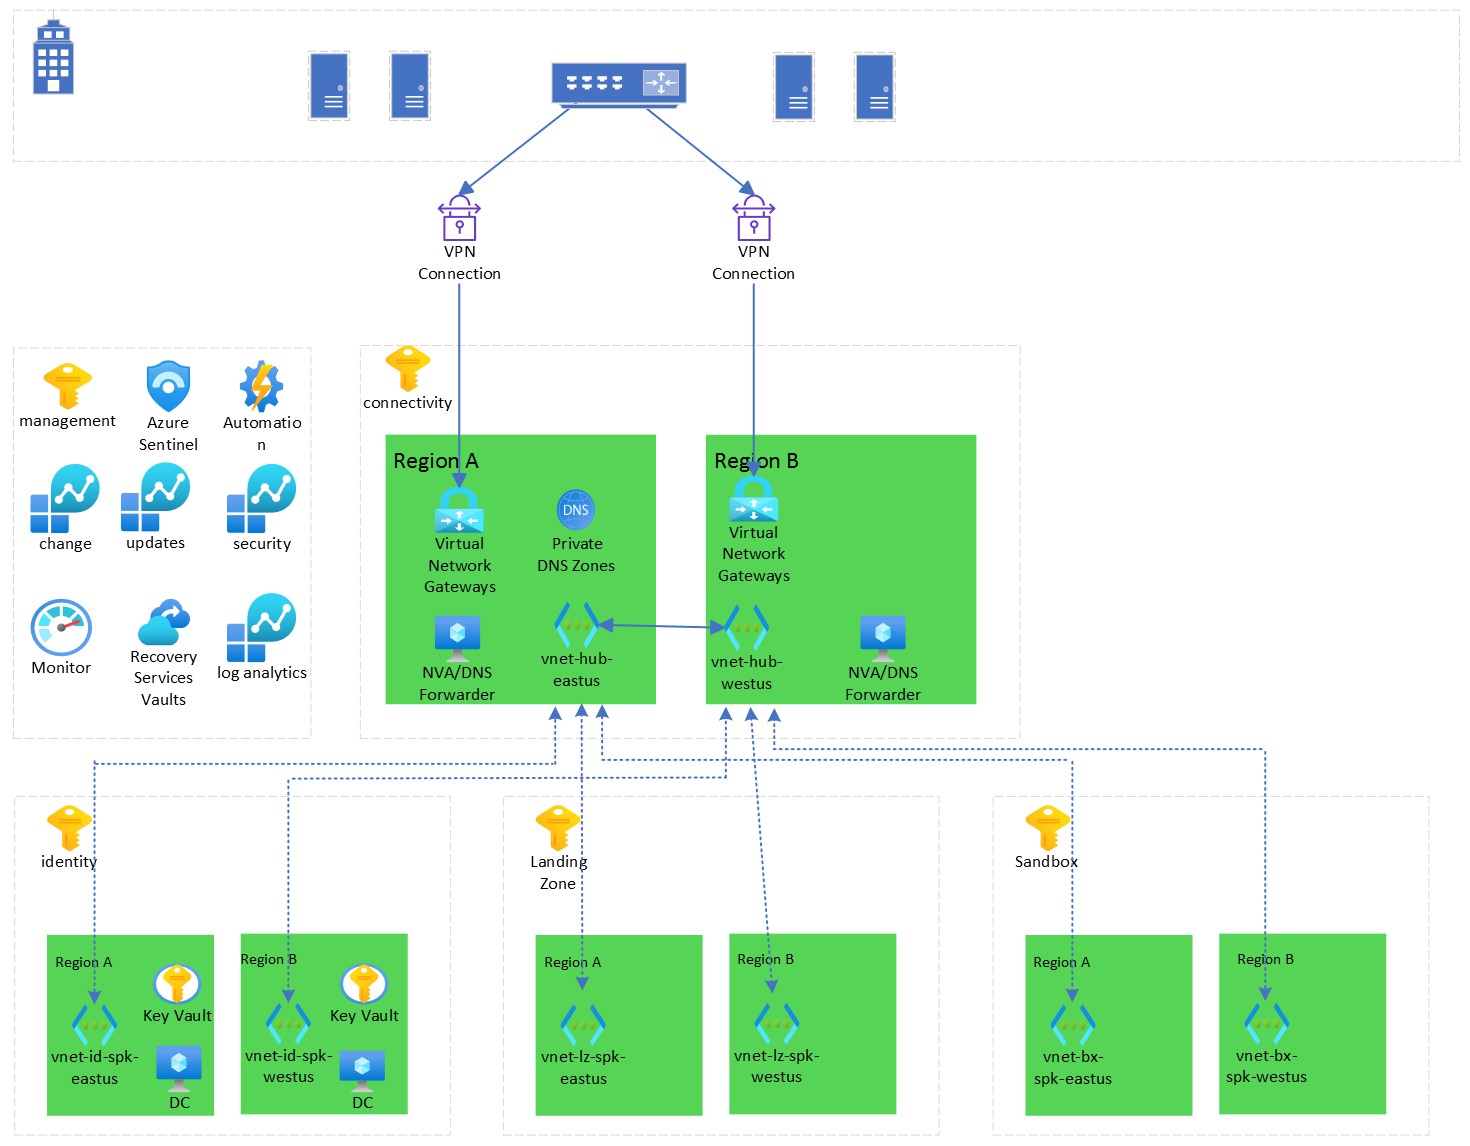 VPN
Connection
VPN
Connection
management
Azure
Sentinel
Automatio
n
change
updates
security
Monitor
Recovery
Services
Vaults
log analytics
connectivity
Region A
Virtual
Network
Gateways
DNS
Private
DNS Zones
NVA/DNS
Forwarder
vnet-hub-
eastus
Region B
Virtual
Network
Gateways
vnet-hub-
westus
NVA/DNS
Forwarder
identity
Region A
Key Vault
vnet-id-spk-
eastus
DC
Region B
Key Vault
vnet-id-spk-
westus
DC
Landing
Zone
Region A
vnet-lz-spk-
eastus
Region B
vnet-lz-spk-
westus
Sandbox
Region A
vnet-bx-
spk-eastus
Region B
vnet-bx-
spk-westus